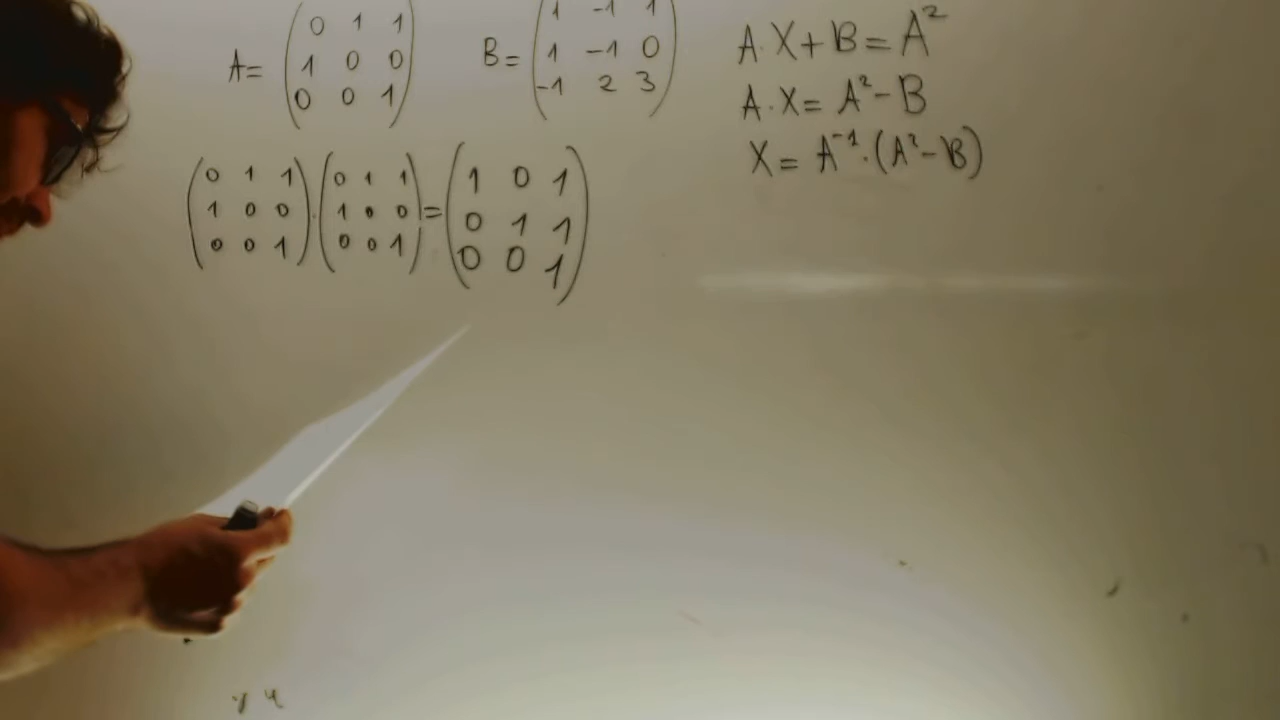 A= (0 1 1; 1 0 0; 0 0 1) B= (1 -1 1; 1 -1 0; -1 2 3)
(0 1 1; 1 0 0; 0 0 1) · (0 1 1; 1 0 0; 0 0 1) = (1 0 1; 0 1 1; 0 0 1)
A·X+B=A²
A·X=A²-B
X=A⁻¹·(A²-B)